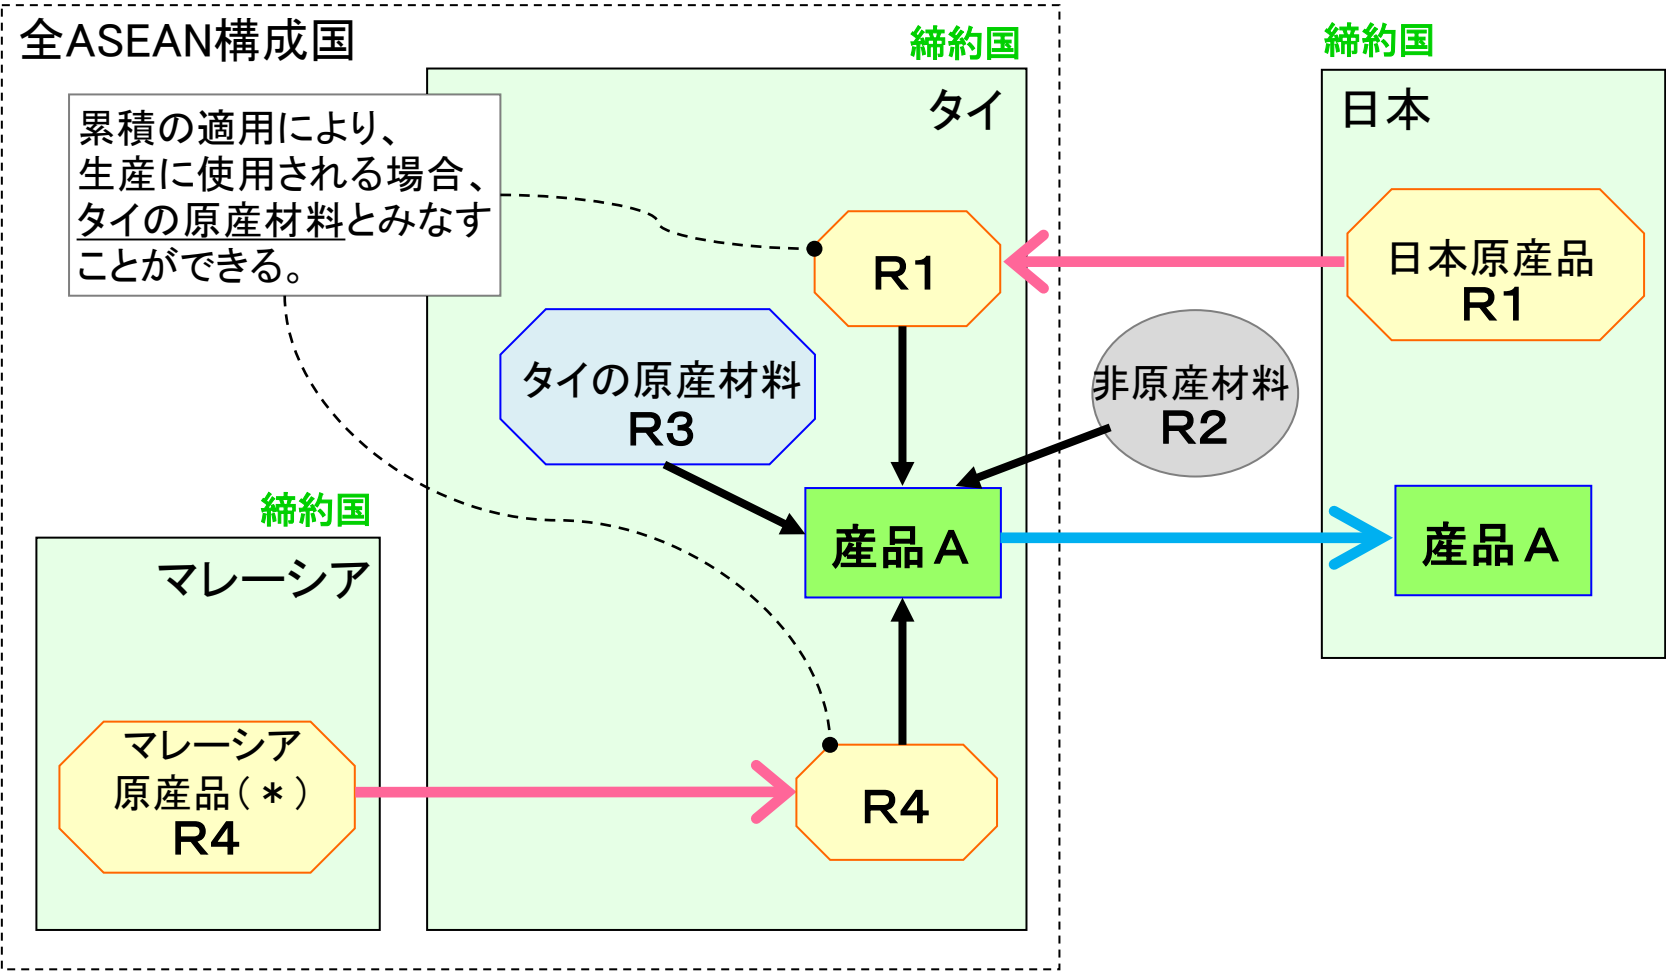 全ASEAN構成国
締約国
締約国
タイ
日本
累積の適用により、
生産に使用される場合、
タイの原産材料とみなす
ことができる。
R1
日本原産品
R1
タイの原産材料
R3
非原産材料
R2
締約国
産品A
産品A
マレーシア
マレーシア
原産品(*)
R4
R4